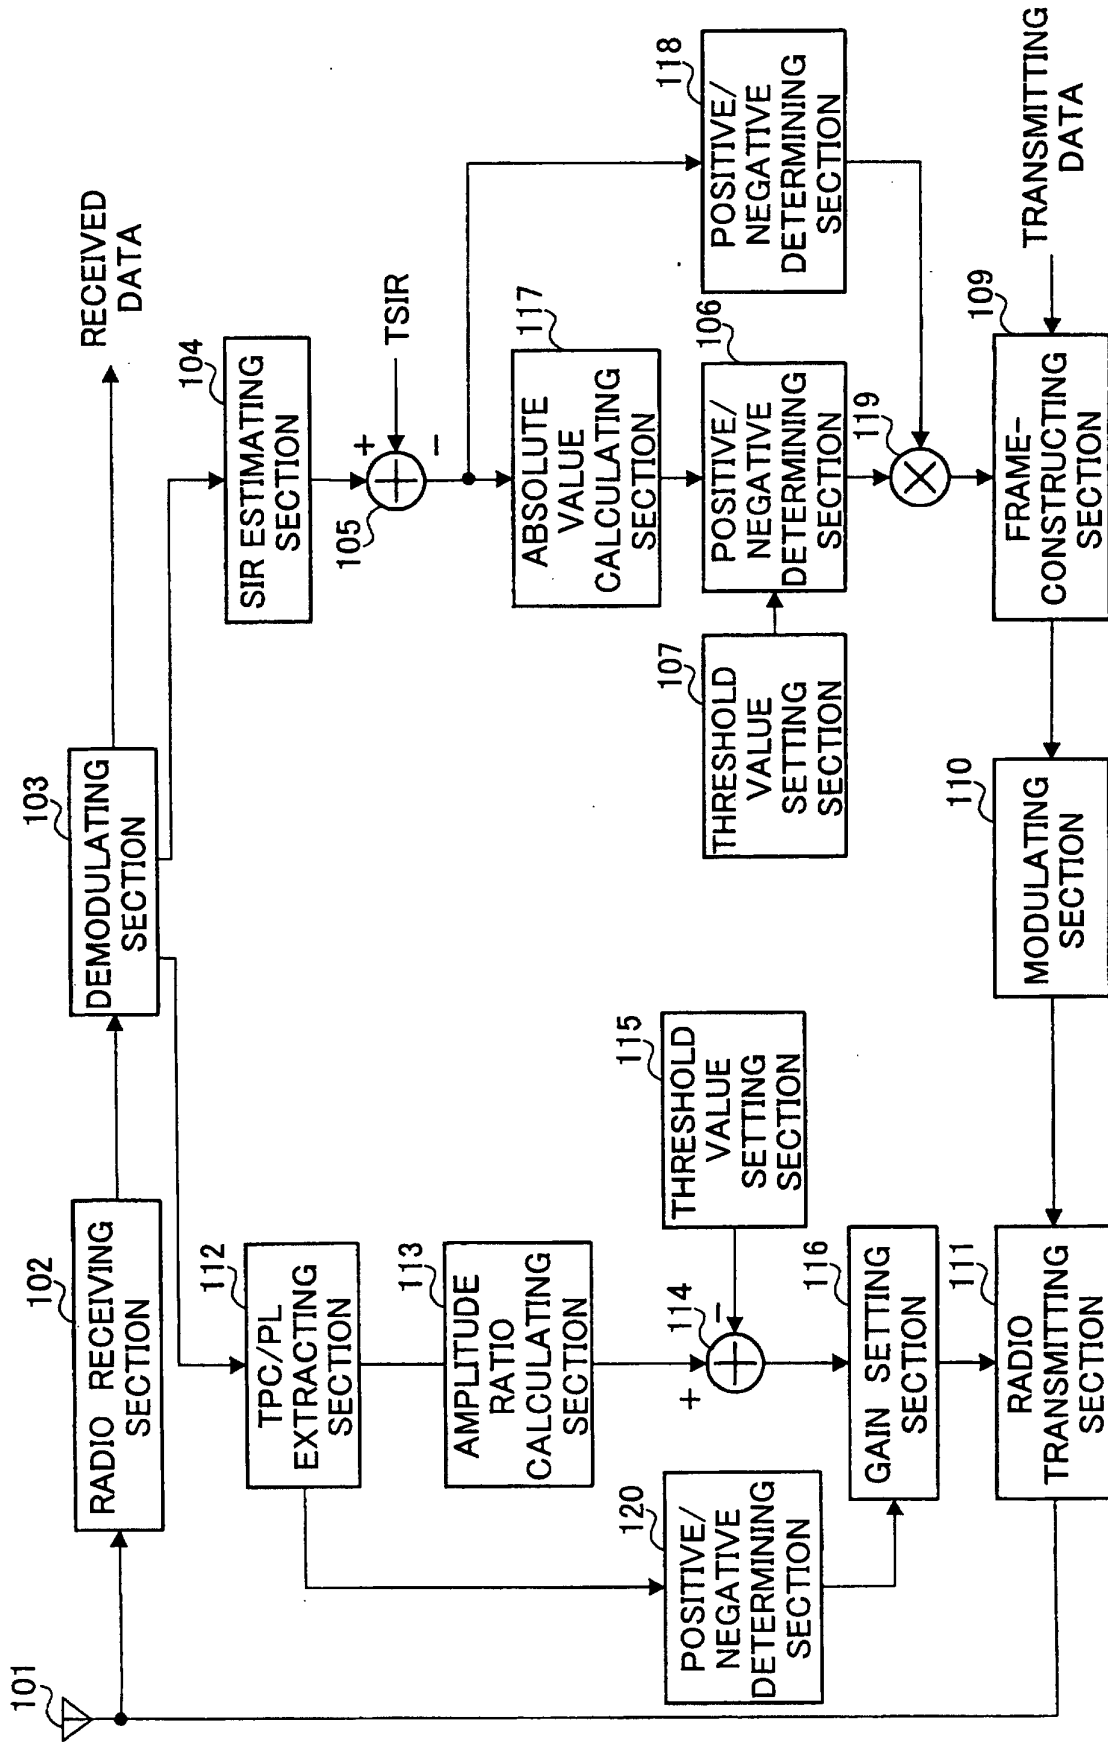 101
102
RADIO RECEIVING
SECTION
103
DEMODULATING
SECTION
RECEIVED
DATA
112
TPC/PL
EXTRACTING
SECTION
104
SIR ESTIMATING
SECTION
113
AMPLITUDE
RATIO
CALCULATING
SECTION
105
+
−
TSIR
117
ABSOLUTE
VALUE
CALCULATING
SECTION
120
POSITIVE/
NEGATIVE
DETERMINING
SECTION
+
−
114
115
THRESHOLD
VALUE
SETTING
SECTION
107
THRESHOLD
VALUE
SETTING
SECTION
106
POSITIVE/
NEGATIVE
DETERMINING
SECTION
118
POSITIVE/
NEGATIVE
DETERMINING
SECTION
116
GAIN SETTING
SECTION
119
111
RADIO
TRANSMITTING
SECTION
110
MODULATING
SECTION
109
FRAME-
CONSTRUCTING
SECTION
TRANSMITTING
DATA